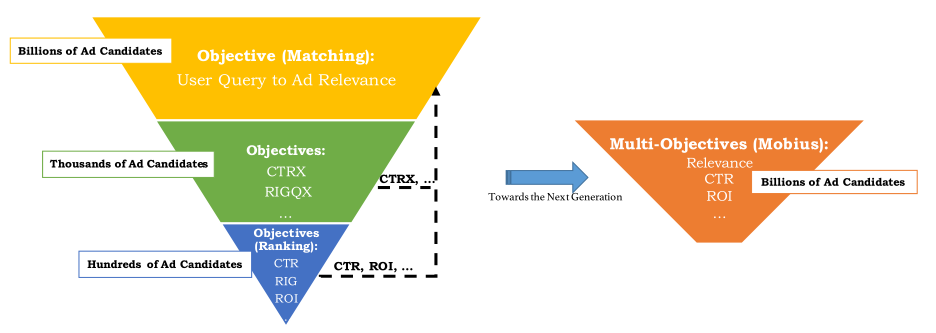 Billions of Ad Candidates
Objective (Matching):
User Query to Ad Relevance
Thousands of Ad Candidates
Objectives:
CTRX
RIGQX
...
CTRX, ...
Objectives
(Ranking):
CTR
RIG
ROI
Hundreds of Ad Candidates
CTR, ROI, ...
Towards the Next Generation
Multi-Objectives (Mobius):
Relevance
CTR
ROI
...
Billions of Ad Candidates